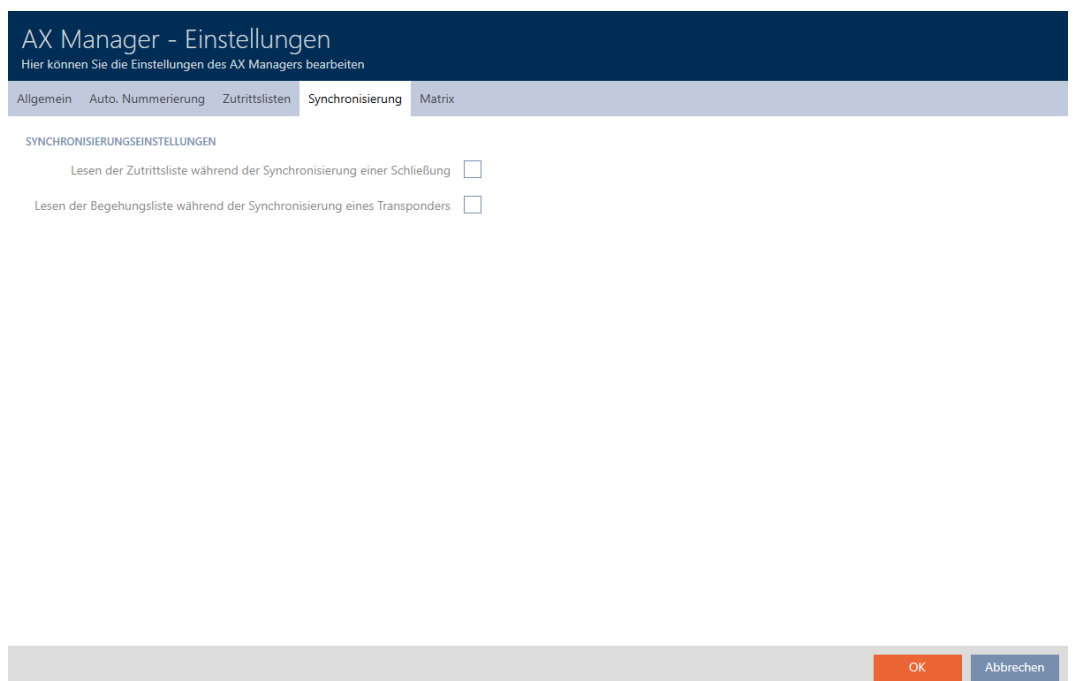 AX Manager - Einstellungen
Hier können Sie die Einstellungen des AX Managers bearbeiten
Allgemein Auto. Nummerierung Zutrittslisten Synchronisierung Matrix
SYNCHRONISIERUNGSEINSTELLUNGEN
Lesen der Zutrittsliste während der Synchronisierung einer Schließung
Lesen der Begehungsliste während der Synchronisierung eines Transponders
OK Abbrechen